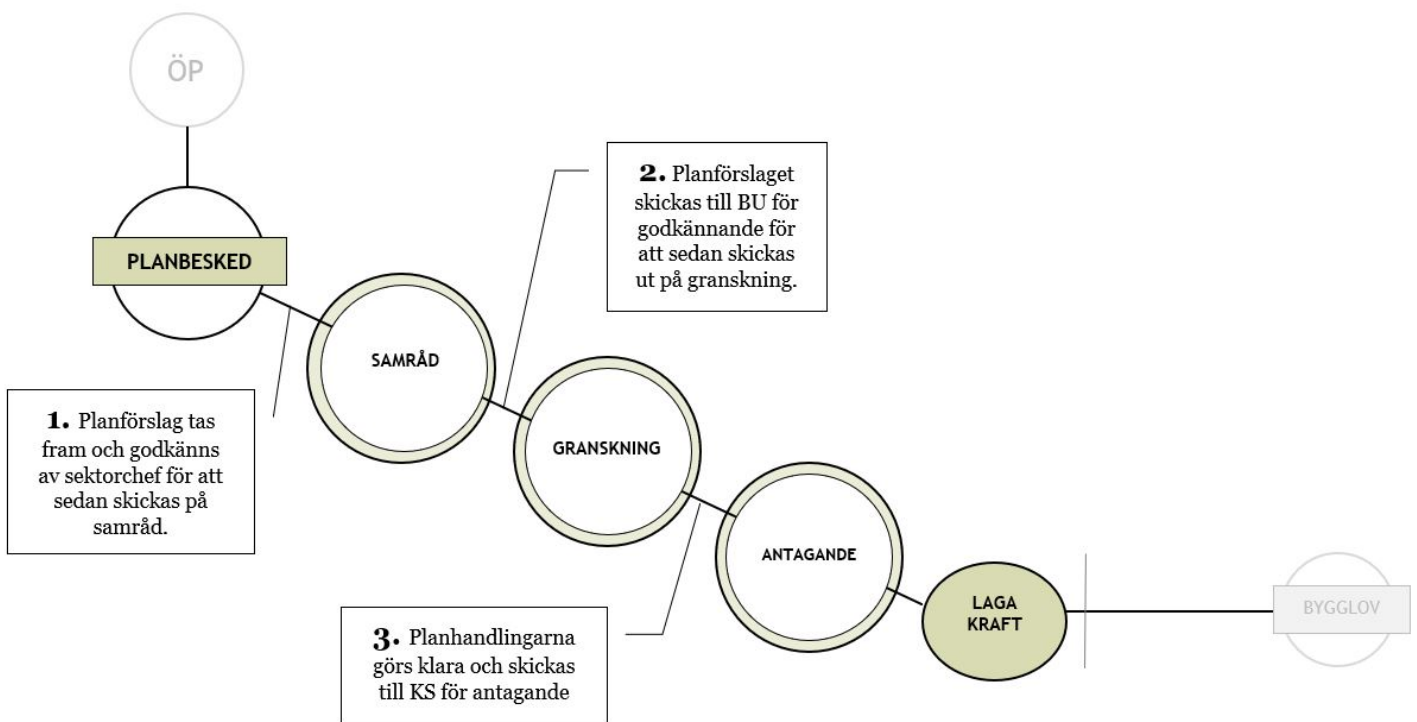 ÖP
PLANBESKED
1. Planförslag tas
fram och godkänns
av sektorchef för att
sedan skickas på
samråd.
SAMRÅD
2. Planförslaget
skickas till BU för
godkännande för
att sedan skickas
ut på granskning.
GRANSKNING
3. Planhandlingarna
görs klara och skickas
till KS för antagande
ANTAGANDE
LAGA
KRAFT
BYGGLOV